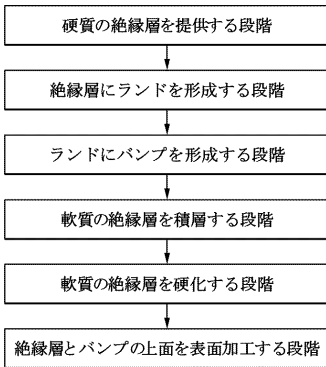 硬質の絶縁層を提供する段階
絶縁層にランドを形成する段階
ランドにバンプを形成する段階
軟質の絶縁層を積層する段階
軟質の絶縁層を硬化する段階
絶縁層とバンプの上面を表面加工する段階